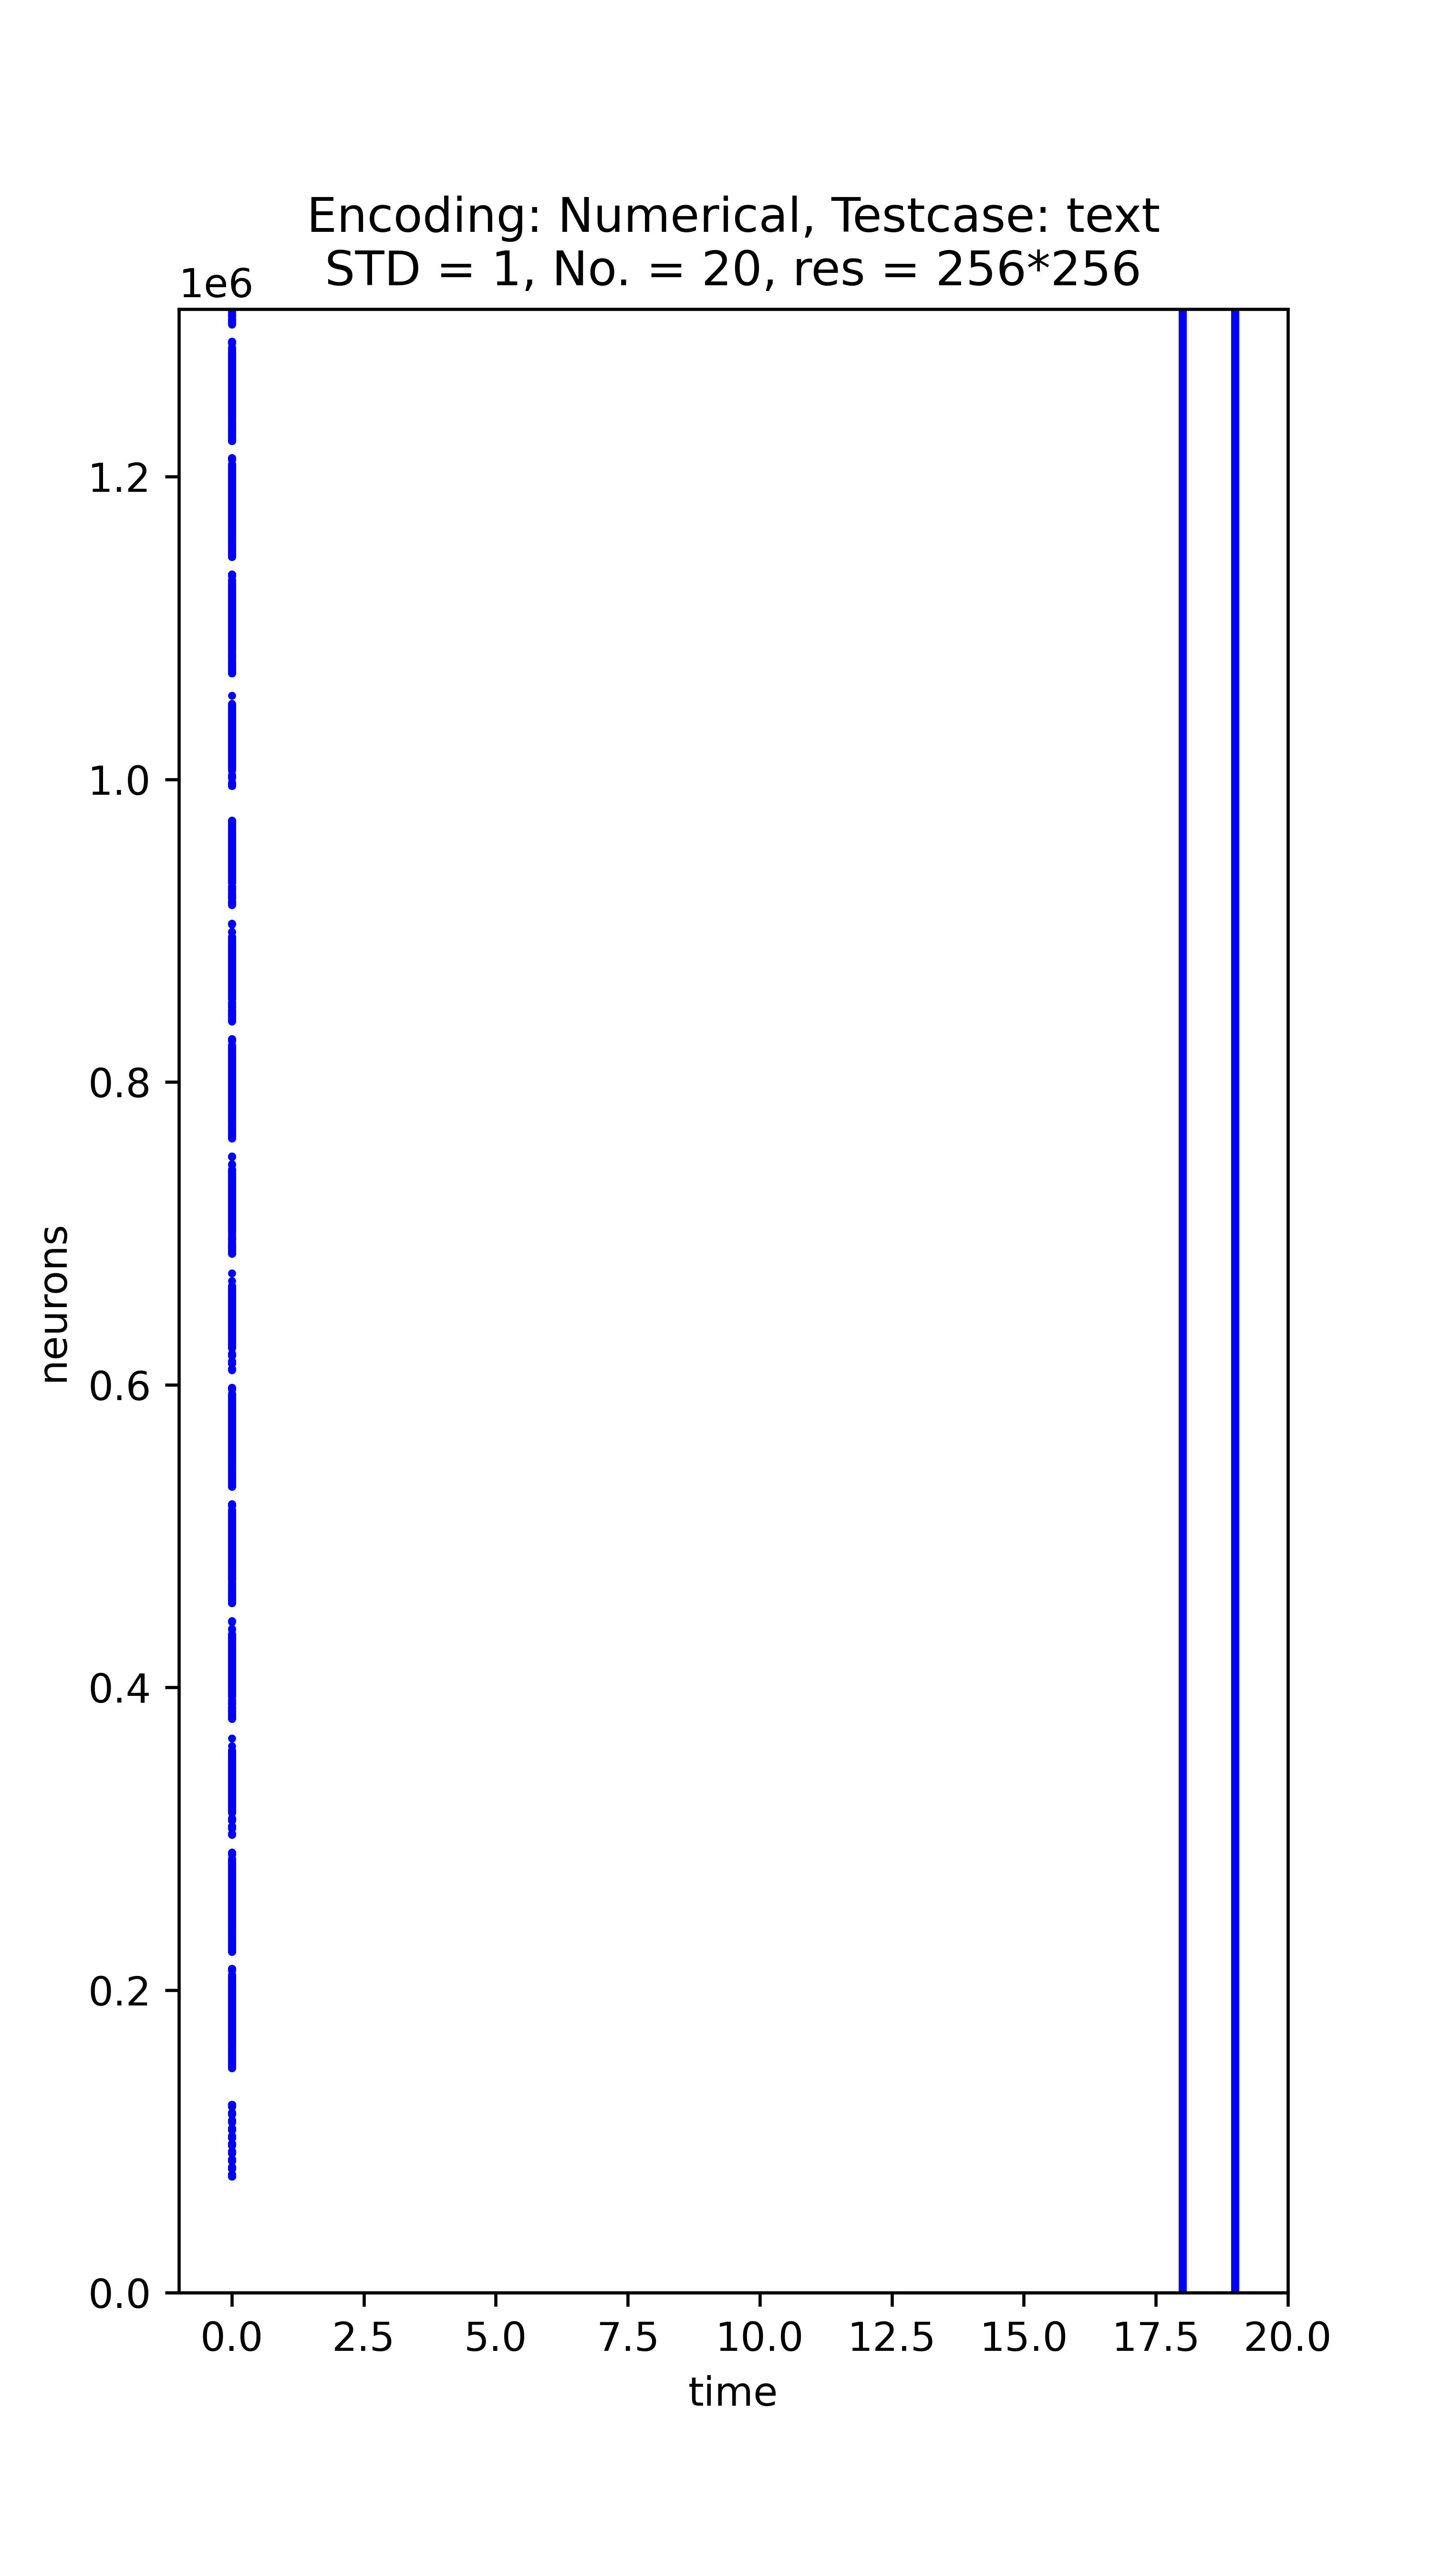 Encoding: Numerical, Testcase: text
STD = 1, No. = 20, res = 256*256
1e6
1.2
1.0
0.8
0.6
0.4
0.2
0.0
neurons
0.0 2.5 5.0 7.5 10.0 12.5 15.0 17.5 20.0
time